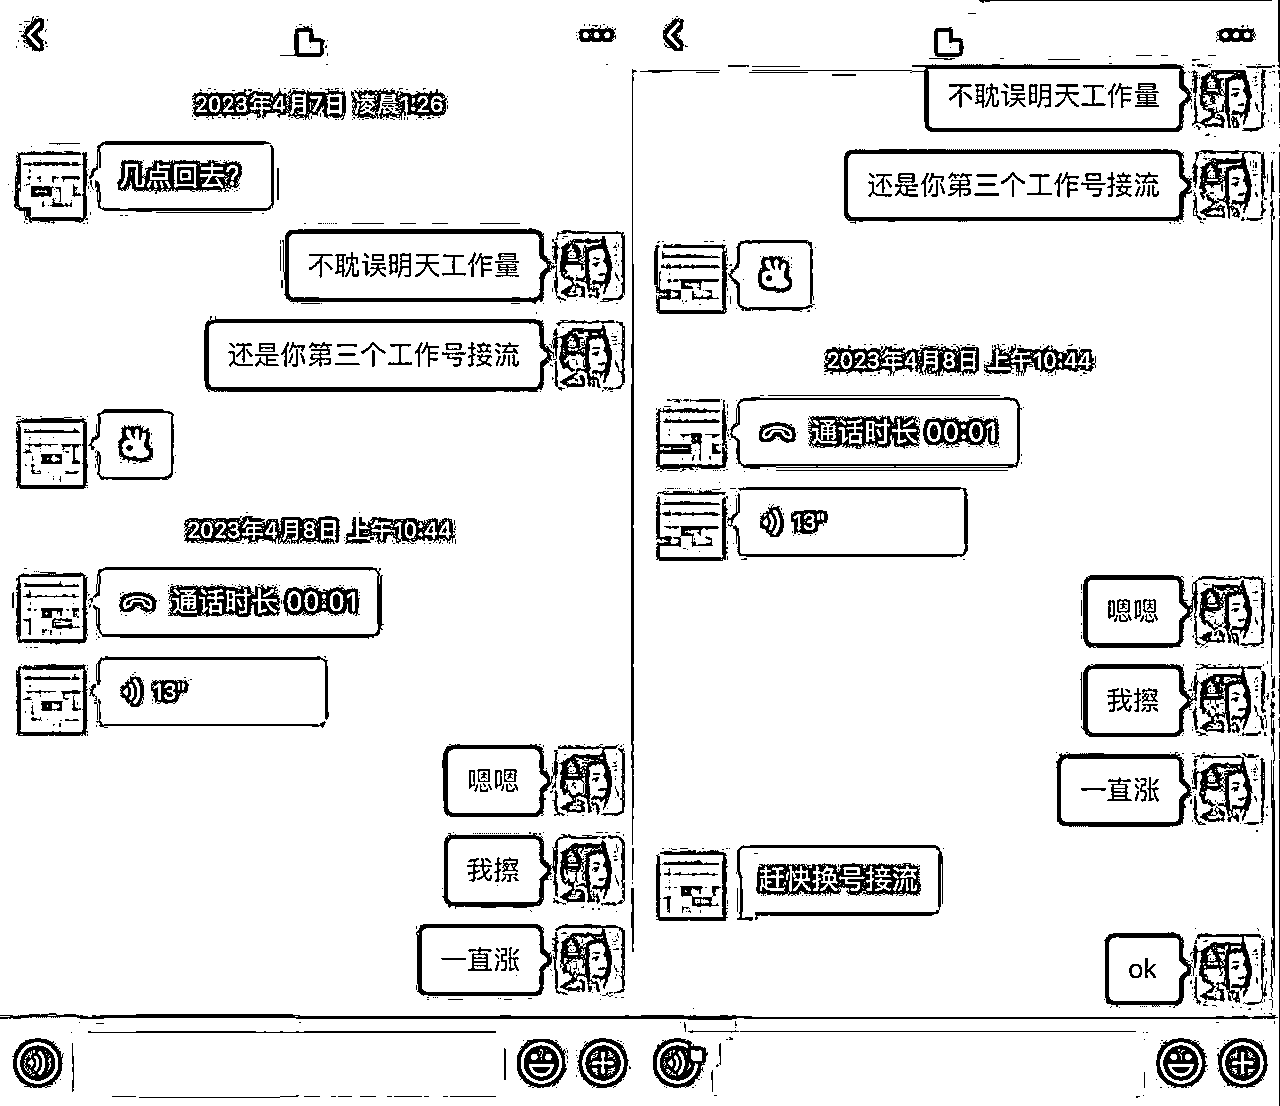 2023年4月7日 凌晨1:26
几点回去?
不耽误明天工作量
还是你第三个工作号接流
2023年4月8日 上午10:44
通话时长 00:01
13"
嗯嗯
我擦
一直涨
不耽误明天工作量
还是你第三个工作号接流
2023年4月8日 上午10:44
通话时长 00:01
13"
嗯嗯
我擦
一直涨
赶快换号接流
ok